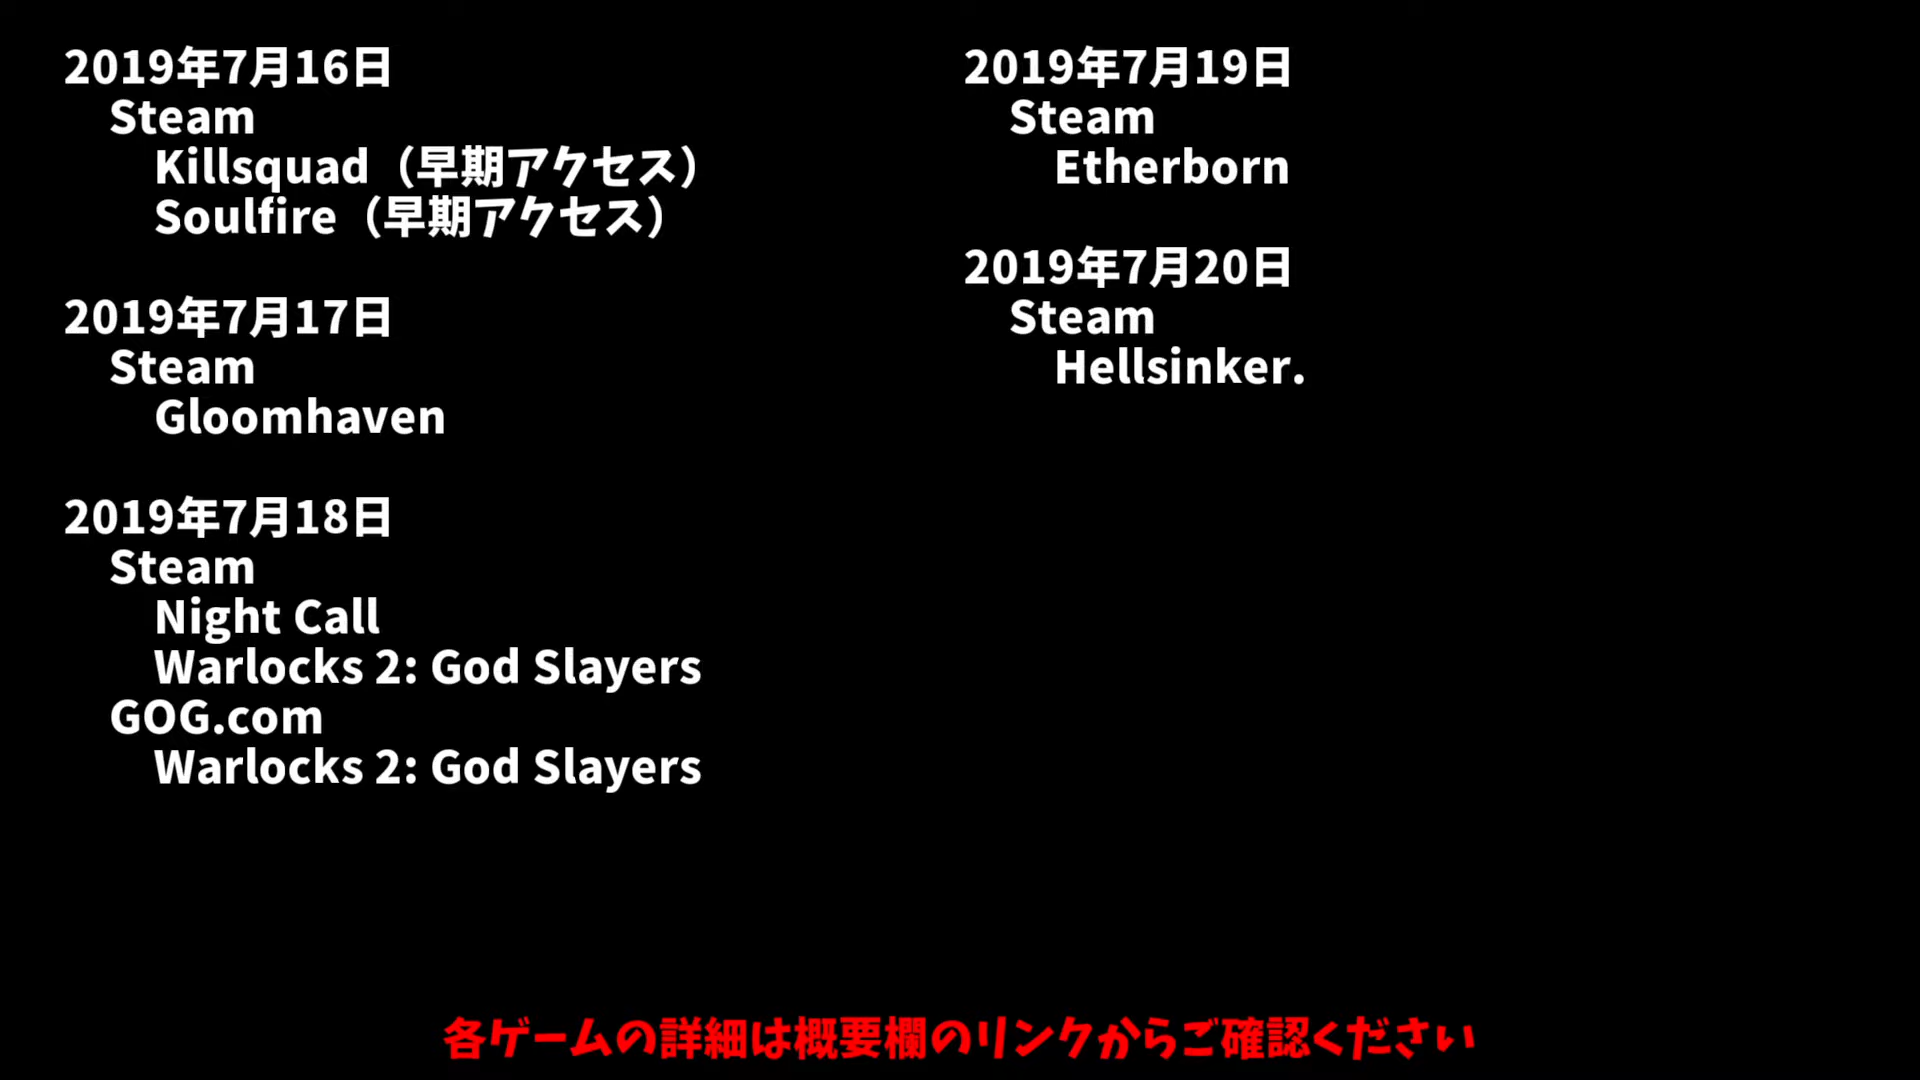 2019年7月16日
Steam
Killsquad（早期アクセス）
Soulfire（早期アクセス）
2019年7月17日
Steam
Gloomhaven
2019年7月18日
Steam
Night Call
Warlocks 2: God Slayers
GOG.com
Warlocks 2: God Slayers
2019年7月19日
Steam
Etherborn
2019年7月20日
Steam
Hellsinker.
各ゲームの詳細は概要欄のリンクからご確認ください